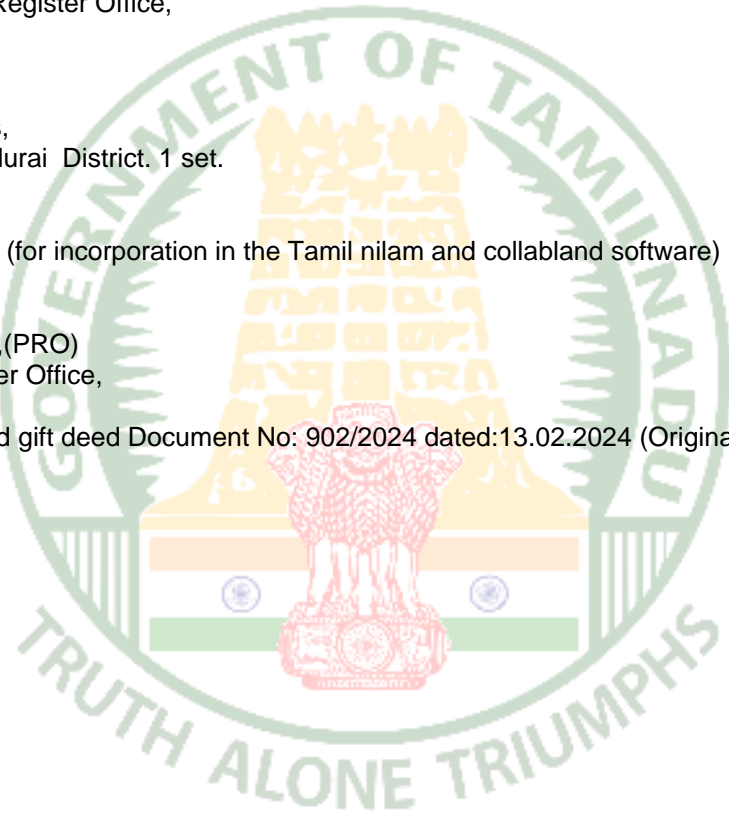 Register Office,
s,
durai District. 1 set.
(for incorporation in the Tamil nilam and collabland software)
,(PRO)
er Office,
d gift deed Document No: 902/2024 dated:13.02.2024 (Origina
GOVERNMENT OF TAMILNADU
TRUTH ALONE TRIUMPHS